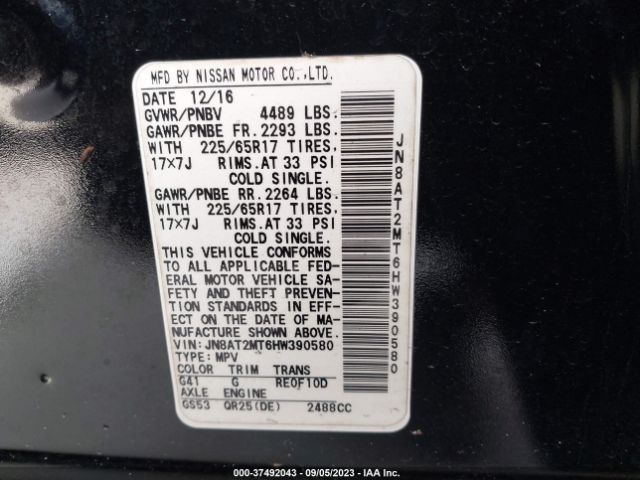 MFD BY NISSAN MOTOR CO.,LTD.
DATE 12/16
GVWR/PNBV 4489 LBS.
GAWR/PNBE FR. 2293 LBS.
WITH 225/65R17 TIRES,
17×7J RIMS.AT 33 PSI
COLD SINGLE.
GAWR/PNBE RR. 2264 LBS.
WITH 225/65R17 TIRES,
17×7J RIMS.AT 33 PSI
COLD SINGLE.
THIS VEHICLE CONFORMS
TO ALL APPLICABLE FED-
ERAL MOTOR VEHICLE SA-
FETY AND THEFT PREVEN-
TION STANDARDS IN EFF-
ECT ON THE DATE OF MA-
NUFACTURE SHOWN ABOVE.
VIN: JN8AT2MT6HW390580
TYPE: MPV
COLOR TRIM TRANS
G41 G RE0F10D
AXLE ENGINE
GS53 QR25(DE) 2488CC
JN8AT2MT6HW390580
000-37492043 - 09/05/2023 - IAA Inc.